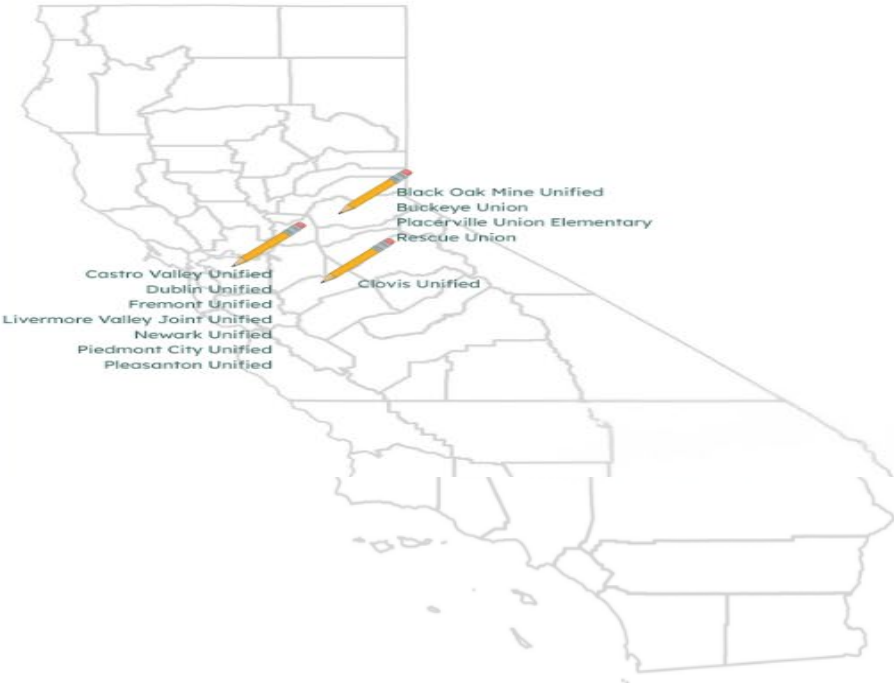 Black Oak Mine Unified
Buckeye Union
Placerville Union Elementary
Rescue Union
Clovis Unified
Castro Valley Unified
Dublin Unified
Fremont Unified
Livermore Valley Joint Unified
Newark Unified
Piedmont City Unified
Pleasanton Unified